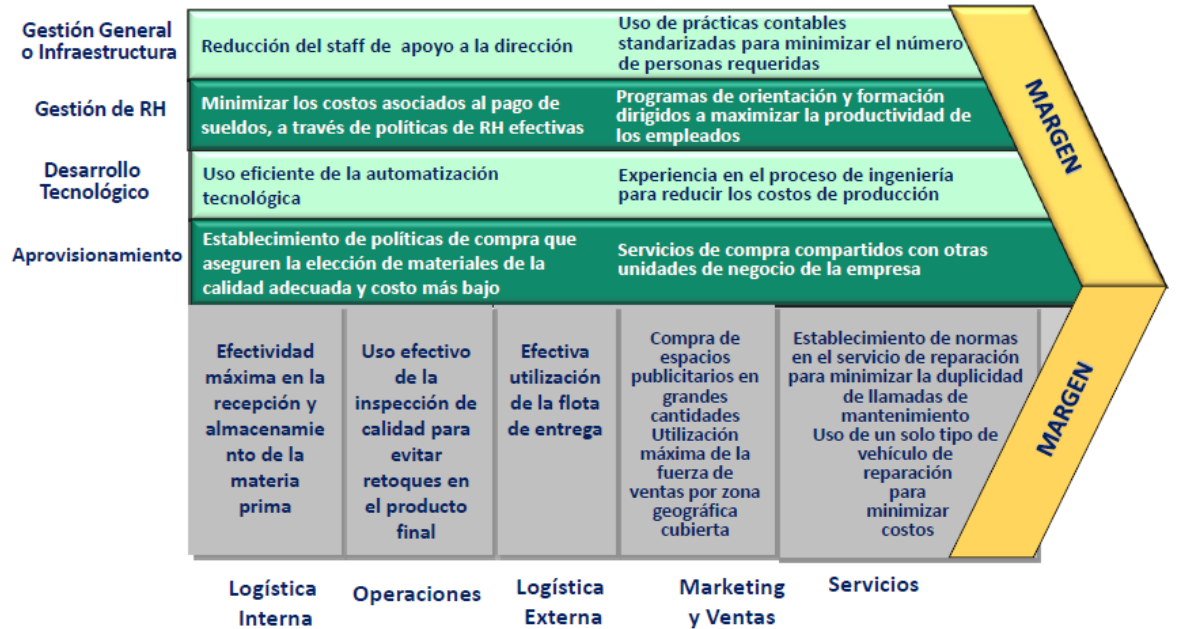 Gestión General
o Infraestructura
Reducción del staff de apoyo a la dirección
Uso de prácticas contables
standarizadas para minimizar el número
de personas requeridas
Gestión de RH
Minimizar los costos asociados al pago de
sueldos, a través de políticas de RH efectivas
Programas de orientación y formación
dirigidos a maximizar la productividad de
los empleados
Desarrollo
Tecnológico
Uso eficiente de la automatización
tecnológica
Experiencia en el proceso de ingeniería
para reducir los costos de producción
Aprovisionamiento
Establecimiento de políticas de compra que
aseguren la elección de materiales de la
calidad adecuada y costo más bajo
Servicios de compra compartidos con otras
unidades de negocio de la empresa
MARGEN
MARGEN
Efectividad
máxima en la
recepción y
almacenamie
nto de la
materia
prima
Uso efectivo
de la
inspección de
calidad para
evitar
retoques en
el producto
final
Efectiva
utilización
de la flota
de entrega
Compra de
espacios
publicitarios en
grandes
cantidades
Utilización
máxima de la
fuerza de
ventas por zona
geográfica
cubierta
Establecimiento de normas
en el servicio de reparación
para minimizar la duplicidad
de llamadas de
mantenimiento
Uso de un solo tipo de
vehículo de
reparación
para
minimizar
costos
Logística
Interna
Operaciones
Logística
Externa
Marketing
y Ventas
Servicios